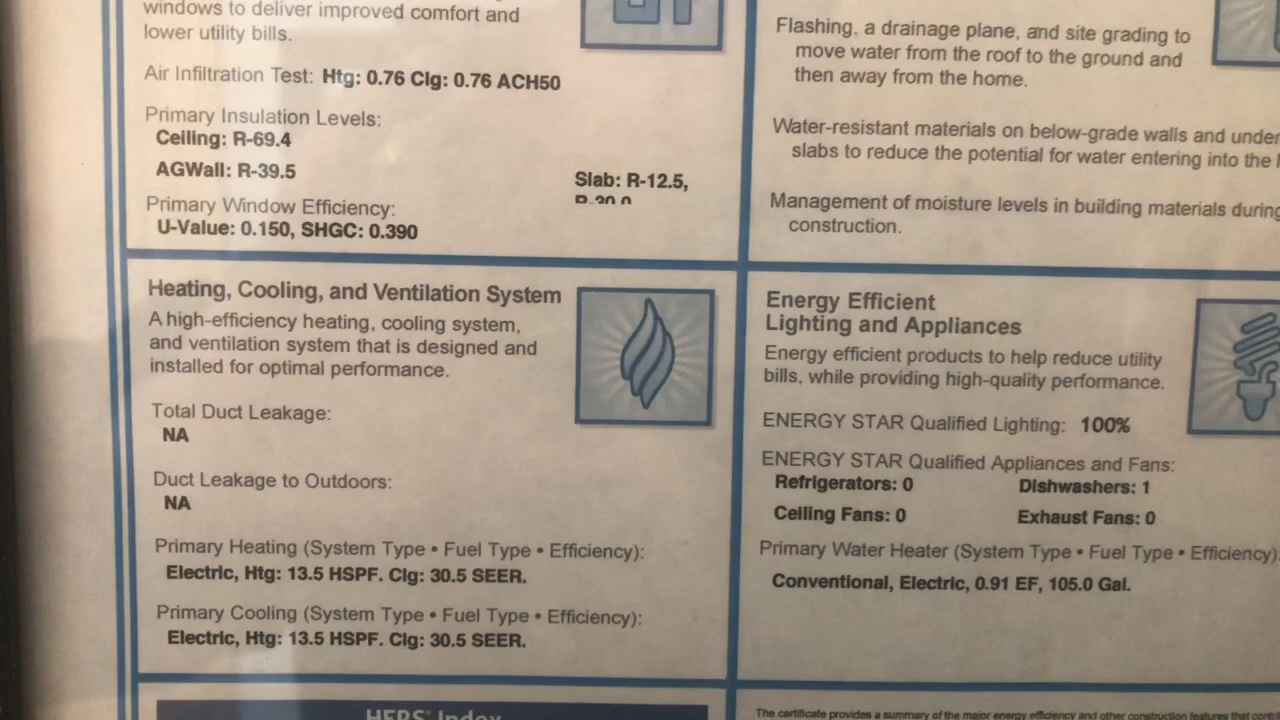 windows to deliver improved comfort and
lower utility bills.
Air Infiltration Test: Htg: 0.76 Clg: 0.76 ACH50
Primary Insulation Levels:
Ceiling: R-69.4
AGWall: R-39.5
Slab: R-12.5,
R-20.0
Primary Window Efficiency:
U-Value: 0.150, SHGC: 0.390
Flashing, a drainage plane, and site grading to
move water from the roof to the ground and
then away from the home.
Water-resistant materials on below-grade walls and under
slabs to reduce the potential for water entering into the
Management of moisture levels in building materials during
construction.
Heating, Cooling, and Ventilation System
A high-efficiency heating, cooling system,
and ventilation system that is designed and
installed for optimal performance.
Total Duct Leakage:
NA
Duct Leakage to Outdoors:
NA
Primary Heating (System Type • Fuel Type • Efficiency):
Electric, Htg: 13.5 HSPF. Clg: 30.5 SEER.
Primary Cooling (System Type • Fuel Type • Efficiency):
Electric, Htg: 13.5 HSPF. Clg: 30.5 SEER.
Energy Efficient
Lighting and Appliances
Energy efficient products to help reduce utility
bills, while providing high-quality performance.
ENERGY STAR Qualified Lighting: 100%
ENERGY STAR Qualified Appliances and Fans:
Refrigerators: 0 Dishwashers: 1
Ceiling Fans: 0 Exhaust Fans: 0
Primary Water Heater (System Type • Fuel Type • Efficiency):
Conventional, Electric, 0.91 EF, 105.0 Gal.
HERS® Index
The certificate provides a summary of the major energy efficiency and other construction features that